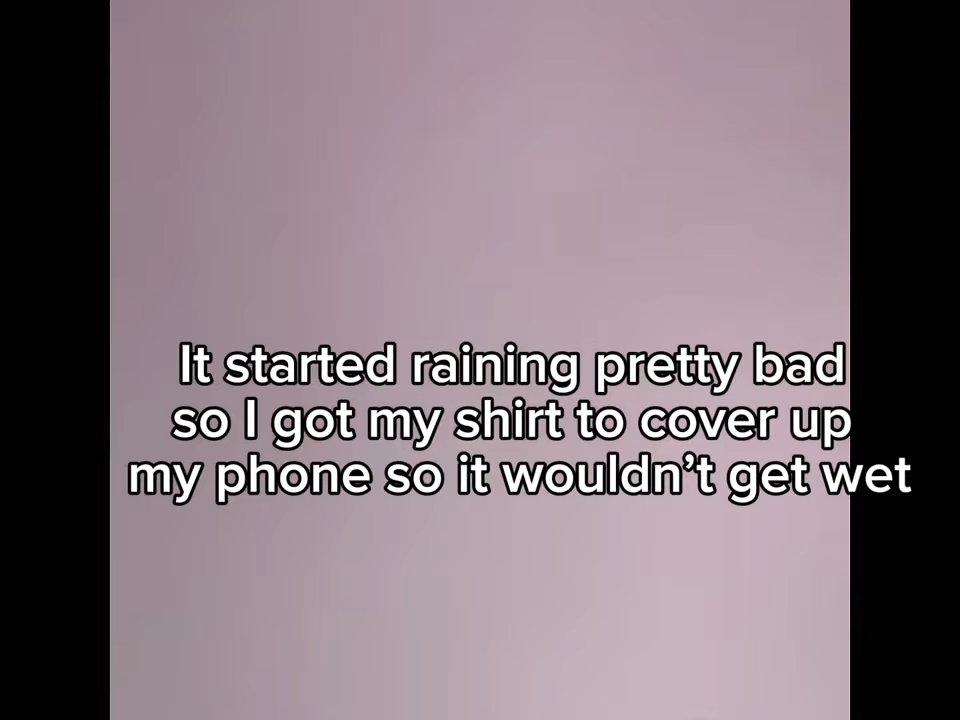 It started raining pretty bad
so I got my shirt to cover up
my phone so it wouldn’t get wet